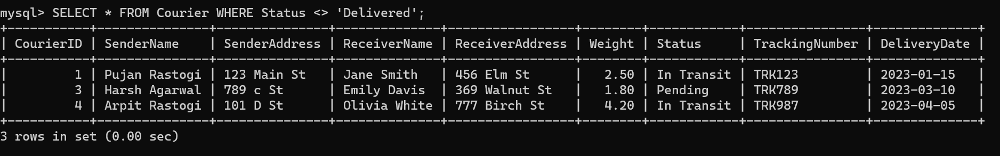 mysql> SELECT * FROM Courier WHERE Status <> 'Delivered';
+-----------+---------------+---------------+--------------+-----------------+--------+-----------+----------------+--------------+
| CourierID | SenderName    | SenderAddress | ReceiverName | ReceiverAddress | Weight | Status     | TrackingNumber | DeliveryDate |
+-----------+---------------+---------------+--------------+-----------------+--------+-----------+----------------+--------------+
|         1 | Pujan Rastogi | 123 Main St   | Jane Smith   | 456 Elm St      |   2.50 | In Transit | TRK123         | 2023-01-15   |
|         3 | Harsh Agarwal | 789 c St      | Emily Davis  | 369 Walnut St   |   1.80 | Pending    | TRK789         | 2023-03-10   |
|         4 | Arpit Rastogi | 101 D St      | Olivia White | 777 Birch St    |   4.20 | In Transit | TRK987         | 2023-04-05   |
+-----------+---------------+---------------+--------------+-----------------+--------+-----------+----------------+--------------+
3 rows in set (0.00 sec)